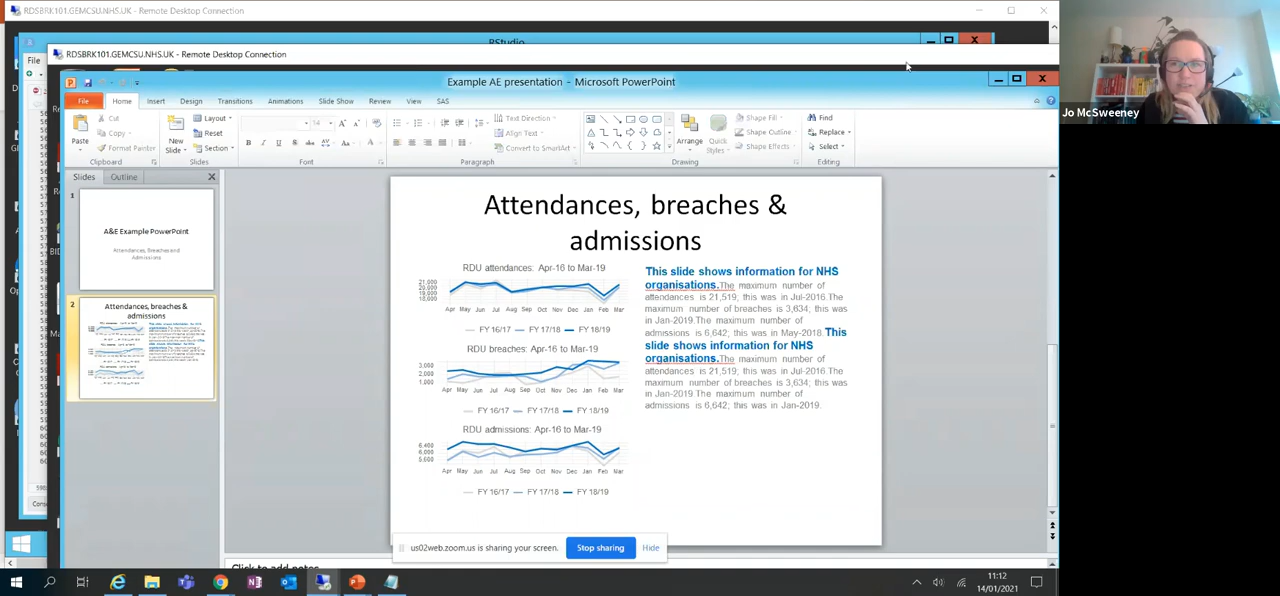 RDSBRK101.GEMCSU.NHS.UK - Remote Desktop Connection
RStudio
File
RDSBRK101.GEMCSU.NHS.UK - Remote Desktop Connection
Example AE presentation - Microsoft PowerPoint
File Home Insert Design Transitions Animations Slide Show Review View SAS
Cut
Copy
Format Painter
Paste
Clipboard
New
Slide
Layout
Reset
Section
Slides
14
Font
Text Direction
Align Text
Convert to SmartArt
Paragraph
Arrange
Quick
Styles
Shape Fill
Shape Outline
Shape Effects
Drawing
Find
Replace
Select
Editing
Jo McSweeney
Slides Outline
1
A&E Example PowerPoint
Attendances, Breaches and
Admissions
2
Attendances, breaches &
admissions
Attendances, breaches &
admissions
RDU attendances: Apr-16 to Mar-19
21,000
20,000
19,000
18,000
Apr May Jun Jul Aug Sep Oct Nov Dec Jan Feb Mar
FY 16/17 FY 17/18 FY 18/19
RDU breaches: Apr-16 to Mar-19
3,000
2,000
1,000
Apr May Jun Jul Aug Sep Oct Nov Dec Jan Feb Mar
FY 16/17 FY 17/18 FY 18/19
RDU admissions: Apr-16 to Mar-19
6,400
6,000
5,600
Apr May Jun Jul Aug Sep Oct Nov Dec Jan Feb Mar
FY 16/17 FY 17/18 FY 18/19
This slide shows information for NHS
organisations.The maximum number of
attendances is 21,519; this was in Jul-2016.The
maximum number of breaches is 3,634; this was
in Jan-2019.The maximum number of
admissions is 6,642; this was in May-2018.This
slide shows information for NHS
organisations.The maximum number of
attendances is 21,519; this was in Jul-2016.The
maximum number of breaches is 3,634; this was
in Jan-2019.The maximum number of
admissions is 6,642; this was in Jan-2019.
us02web.zoom.us is sharing your screen. Stop sharing Hide
Click to add notes
11:12
14/01/2021